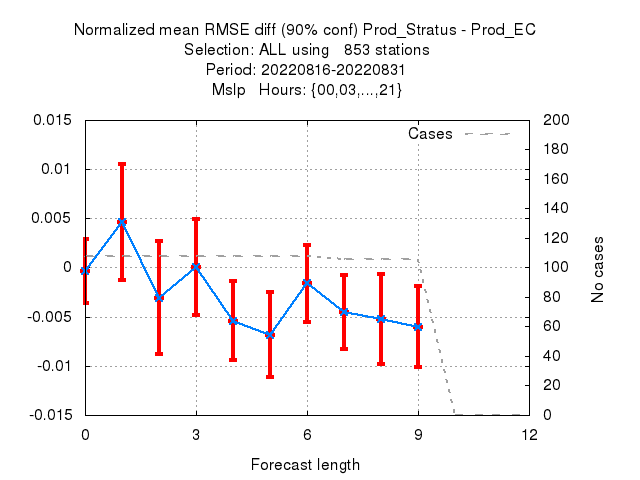 Normalized mean RMSE diff (90% conf) Prod_Stratus - Prod_EC
Selection: ALL using   853 stations
Period: 20220816-20220831
Mslp   Hours: {00,03,...,21}
Cases
0.015
0.01
0.005
0
-0.005
-0.01
-0.015
200
180
160
140
120
100
80
60
40
20
0
No cases
0 3 6 9 12
Forecast length